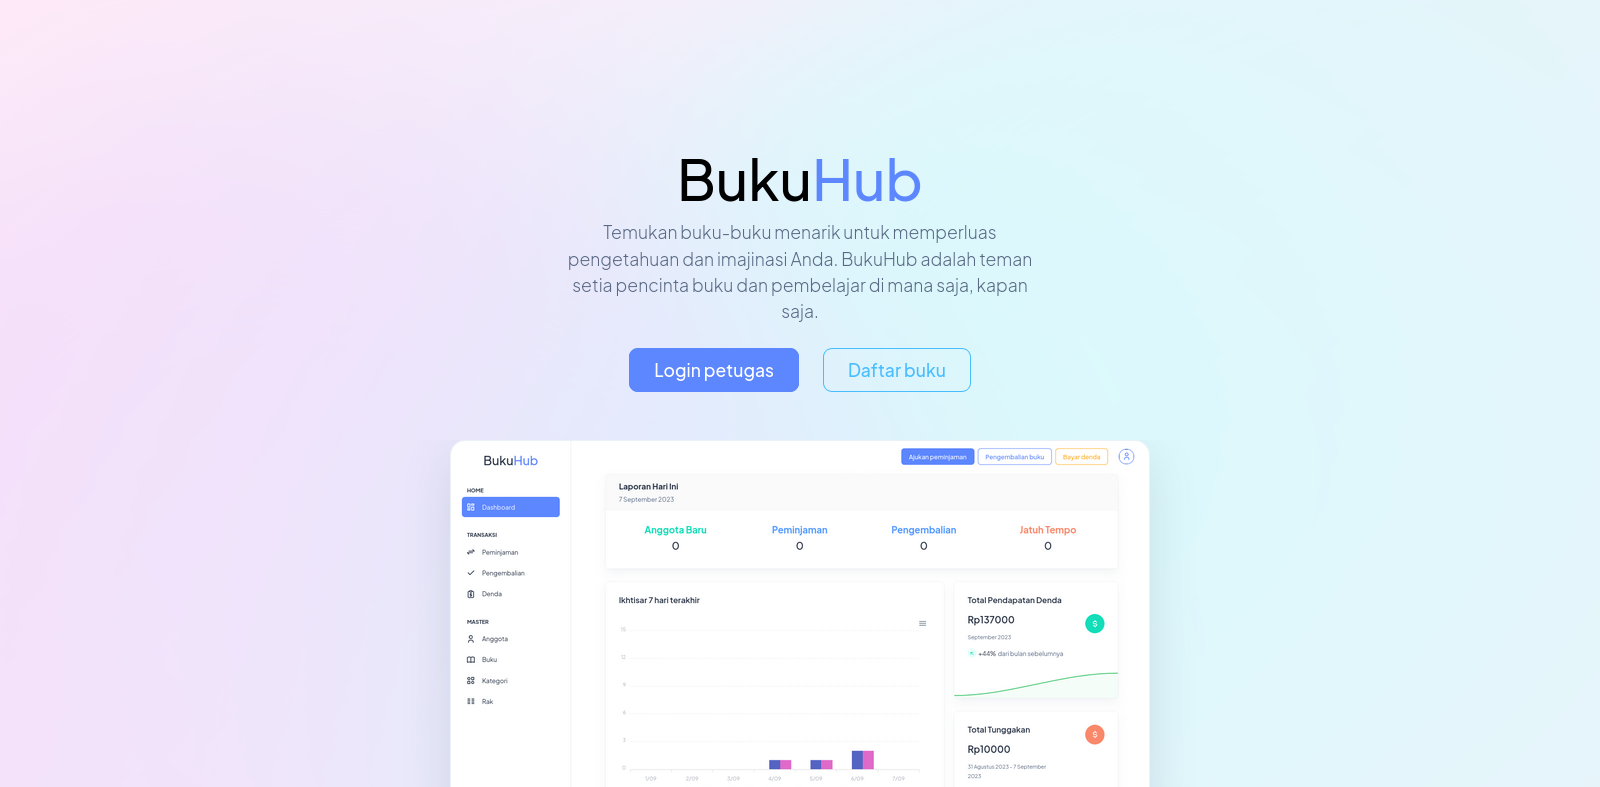 BukuHub
Temukan buku-buku menarik untuk memperluas
pengetahuan dan imajinasi Anda. BukuHub adalah teman
setia pencinta buku dan pembelajar di mana saja, kapan
saja.
Login petugas
Daftar buku
BukuHub
Ajukan peminjaman
Pengembalian buku
Bayar denda
HOME
Dashboard
TRANSAKSI
Peminjaman
Pengembalian
Denda
MASTER
Anggota
Buku
Kategori
Rak
Laporan Hari Ini
7 September 2023
Anggota Baru
0
Peminjaman
0
Pengembalian
0
Jatuh Tempo
0
Ikhtisar 7 hari terakhir
15
12
9
6
3
0
1/09 2/09 3/09 4/09 5/09 6/09 7/09
Total Pendapatan Denda
Rp137000
September 2023
+44% dari bulan sebelumnya
$
Total Tunggakan
Rp10000
31 Agustus 2023 - 7 September
2023
$